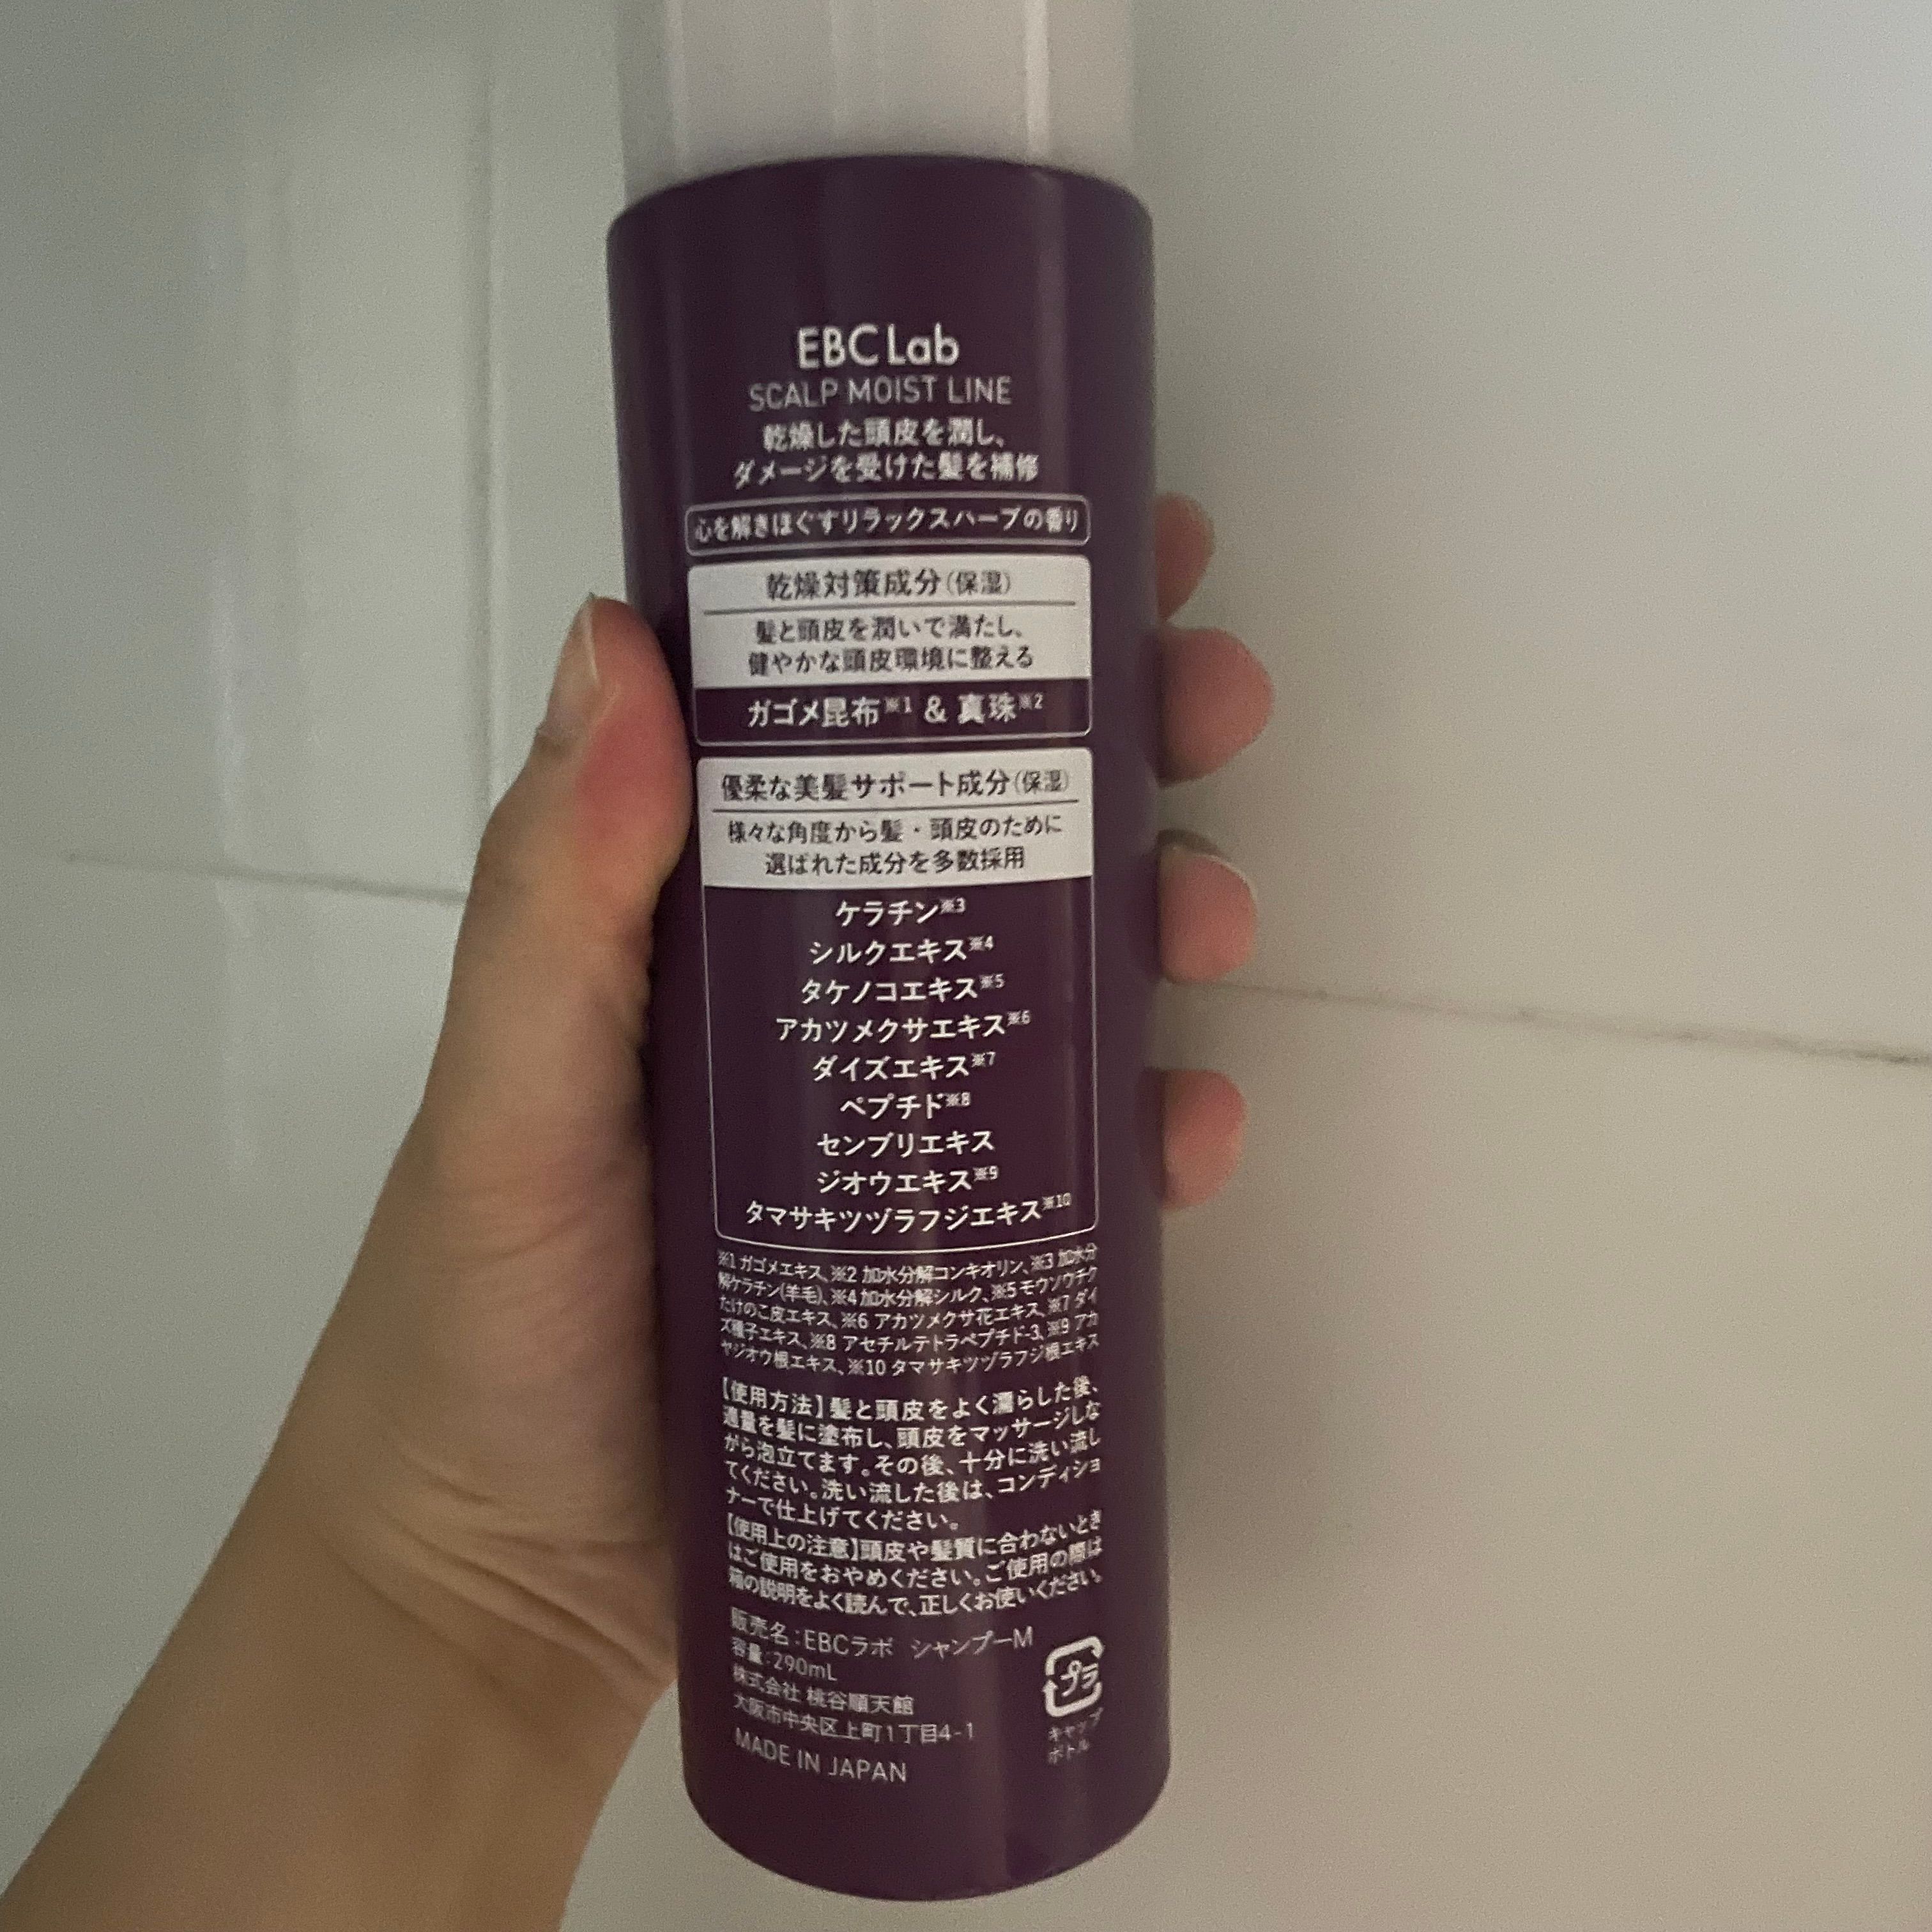 EBC Lab
SCALP MOIST LINE
乾燥した頭皮を潤し、
ダメージを受けた髪を補修
心を解きほぐすリラックスハーブの香り
乾燥対策成分(保湿)
髪と頭皮を潤いで満たし、
健やかな頭皮環境に整える
ガゴメ昆布※1 & 真珠※2
優柔な美髪サポート成分(保湿)
様々な角度から髪・頭皮のために
選ばれた成分を多数採用
ケラチン※3
シルクエキス※4
タケノコエキス※5
アカツメクサエキス※6
ダイズエキス※7
ペプチド※8
センブリエキス
ジオウエキス※9
タマサキツヅラフジエキス※10
※1 ガゴメエキス、※2 加水分解コンキオリン、※3 加水分
解ケラチン(羊毛)、※4 加水分解シルク、※5 モウソウチク
たけのこ皮エキス、※6 アカツメクサ花エキス、※7 ダイ
ズ種子エキス、※8 アセチルテトラペプチド-3、※9 アカ
ヤジオウ根エキス、※10 タマサキツヅラフジ根エキス
【使用方法】髪と頭皮をよく濡らした後、
適量を髪に塗布し、頭皮をマッサージしな
がら泡立てます。その後、十分に洗い流し
てください。洗い流した後は、コンディショ
ナーで仕上げてください。
【使用上の注意】頭皮や髪質に合わないとき
はご使用をおやめください。ご使用の際は
箱の説明をよく読んで、正しくお使いください。
販売名:EBCラボ シャンプーM
容量:290mL
株式会社 桃谷順天館
大阪市中央区上町1丁目4-1
MADE IN JAPAN
プラ
キャップ
ボトル